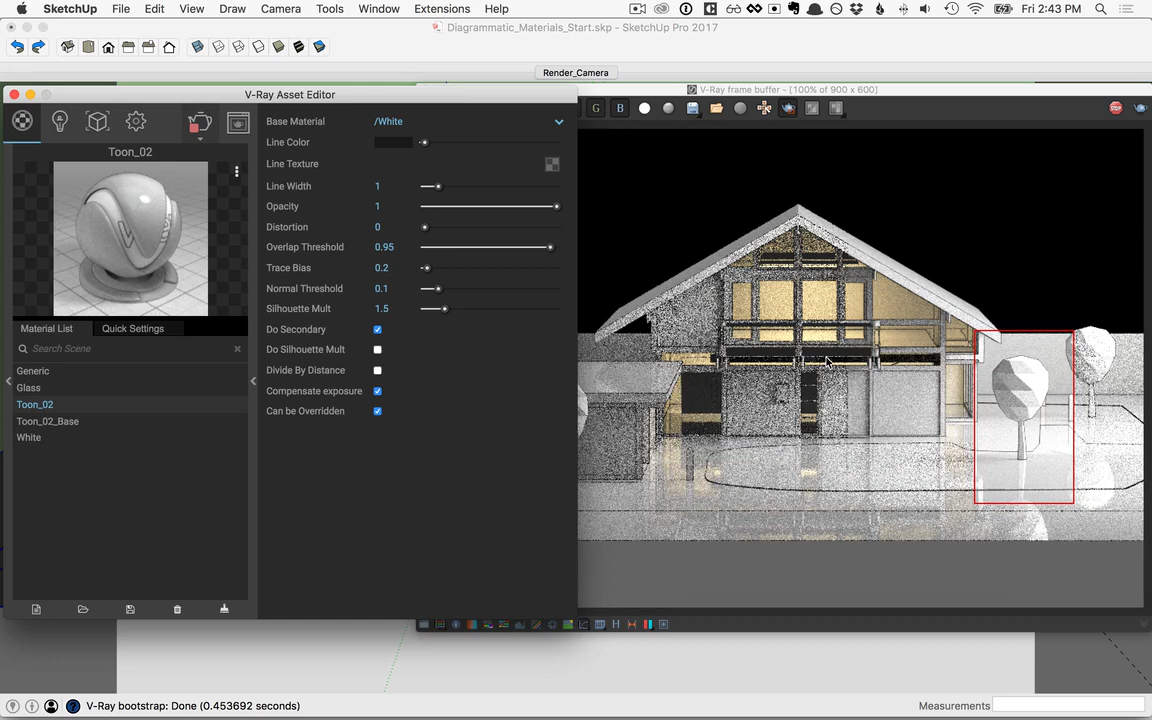 SketchUp File Edit View Draw Camera Tools Window Extensions Help Fri 2:43 PM
Diagrammatic_Materials_Start.skp - SketchUp Pro 2017
Render_Camera
V-Ray Asset Editor
V-Ray frame buffer - [100% of 900 x 600]
G B
STOP
Toon_02
Material List Quick Settings
Search Scene
Generic
Glass
Toon_02
Toon_02_Base
White
Base Material /White
Line Color
Line Texture
Line Width 1
Opacity 1
Distortion 0
Overlap Threshold 0.95
Trace Bias 0.2
Normal Threshold 0.1
Silhouette Mult 1.5
Do Secondary
Do Silhouette Mult
Divide By Distance
Compensate exposure
Can be Overridden
H
V-Ray bootstrap: Done (0.453692 seconds)
Measurements